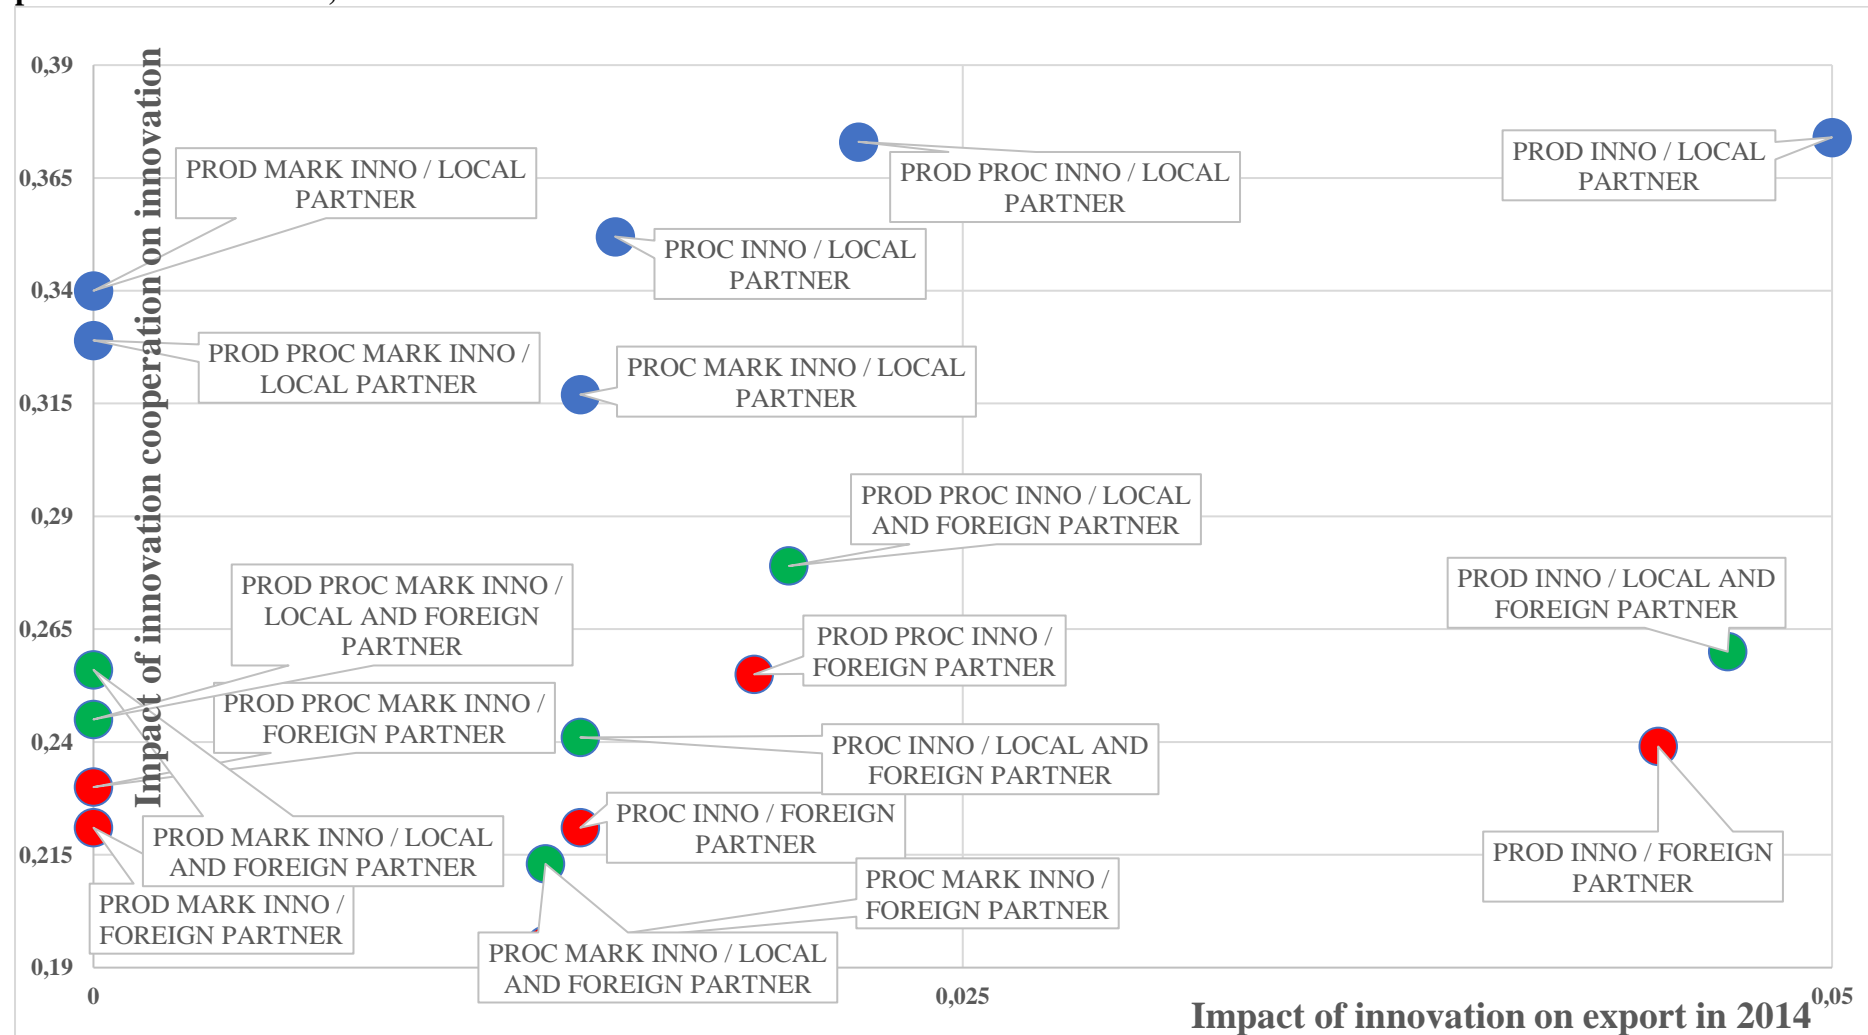 0,39
0,365
0,34
0,315
0,29
0,265
0,24
0,215
0,19
Impact of innovation cooperation on innovation
PROD MARK INNO / LOCAL
PARTNER
PROD PROC INNO / LOCAL
PARTNER
PROD INNO / LOCAL
PARTNER
PROC INNO / LOCAL
PARTNER
PROD PROC MARK INNO /
LOCAL PARTNER
PROC MARK INNO / LOCAL
PARTNER
PROD PROC INNO / LOCAL
AND FOREIGN PARTNER
PROD PROC MARK INNO /
LOCAL AND FOREIGN
PARTNER
PROD INNO / LOCAL AND
FOREIGN PARTNER
PROD PROC INNO /
FOREIGN PARTNER
PROD PROC MARK INNO /
FOREIGN PARTNER
PROC INNO / LOCAL AND
FOREIGN PARTNER
PROC INNO / FOREIGN
PARTNER
PROD MARK INNO / LOCAL
AND FOREIGN PARTNER
PROD INNO / FOREIGN
PARTNER
PROC MARK INNO /
FOREIGN PARTNER
PROD MARK INNO /
FOREIGN PARTNER
PROC MARK INNO / LOCAL
AND FOREIGN PARTNER
0
0,025
0,05
Impact of innovation on export in 2014